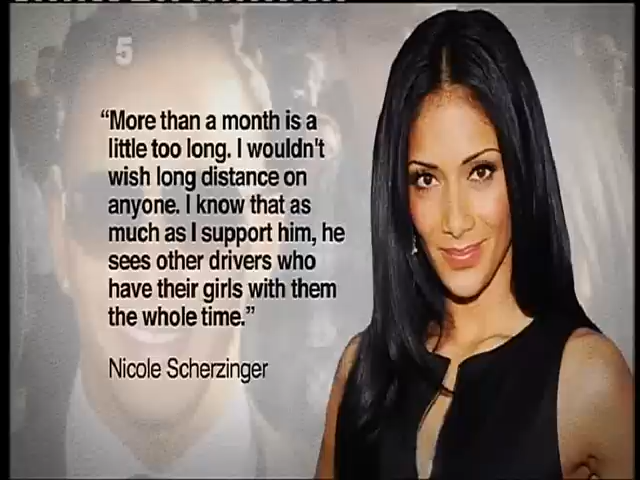 5
“More than a month is a
little too long. I wouldn't
wish long distance on
anyone. I know that as
much as I support him, he
sees other drivers who
have their girls with them
the whole time.”
Nicole Scherzinger